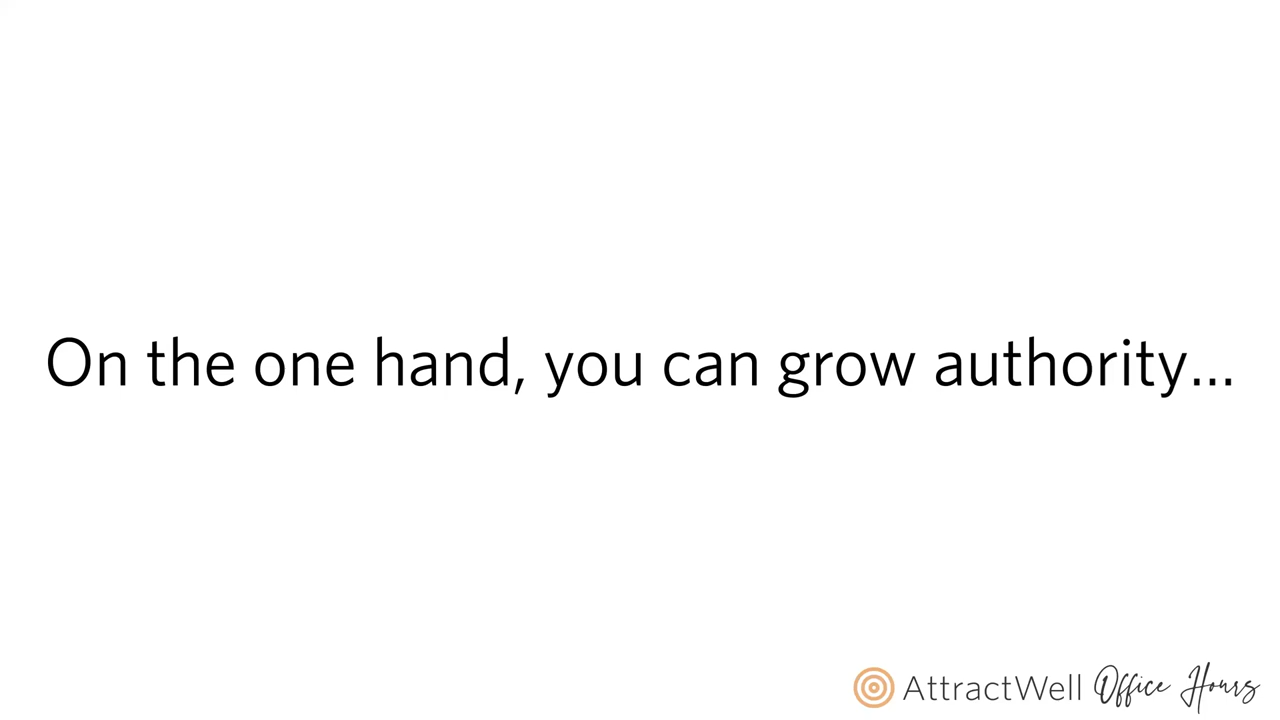 On the one hand, you can grow authority...
AttractWell Office Hours